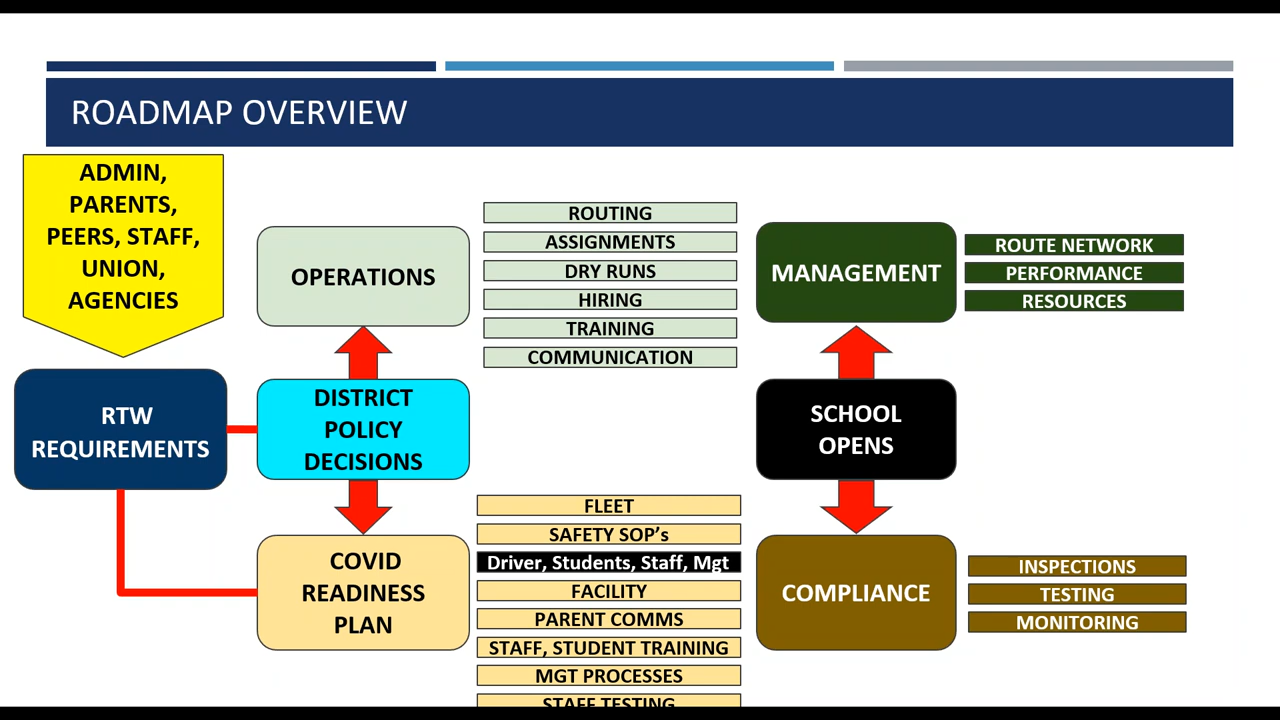 ROADMAP OVERVIEW
ADMIN,
PARENTS,
PEERS, STAFF,
UNION,
AGENCIES
RTW
REQUIREMENTS
OPERATIONS
DISTRICT
POLICY
DECISIONS
COVID
READINESS
PLAN
ROUTING
ASSIGNMENTS
DRY RUNS
HIRING
TRAINING
COMMUNICATION
FLEET
SAFETY SOP's
Driver, Students, Staff, Mgt
FACILITY
PARENT COMMS
STAFF, STUDENT TRAINING
MGT PROCESSES
STAFF TESTING
MANAGEMENT
SCHOOL
OPENS
COMPLIANCE
ROUTE NETWORK
PERFORMANCE
RESOURCES
INSPECTIONS
TESTING
MONITORING